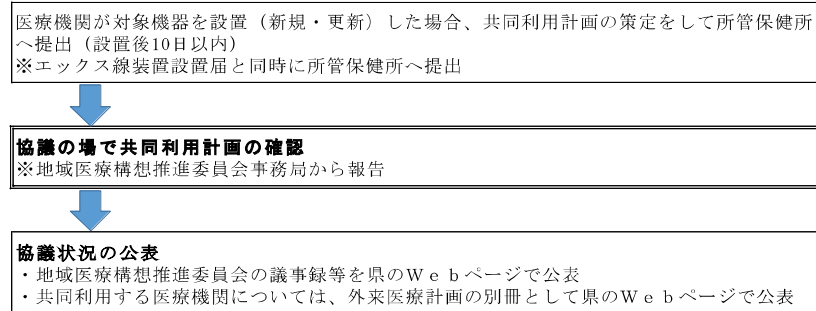 医療機関が対象機器を設置（新規・更新）した場合、共同利用計画の策定をして所管保健所
へ提出（設置後10日以内）
※エックス線装置設置届と同時に所管保健所へ提出
協議の場で共同利用計画の確認
※地域医療構想推進委員会事務局から報告
協議状況の公表
・地域医療構想推進委員会の議事録等を県のＷｅｂページで公表
・共同利用する医療機関については、外来医療計画の別冊として県のＷｅｂページで公表